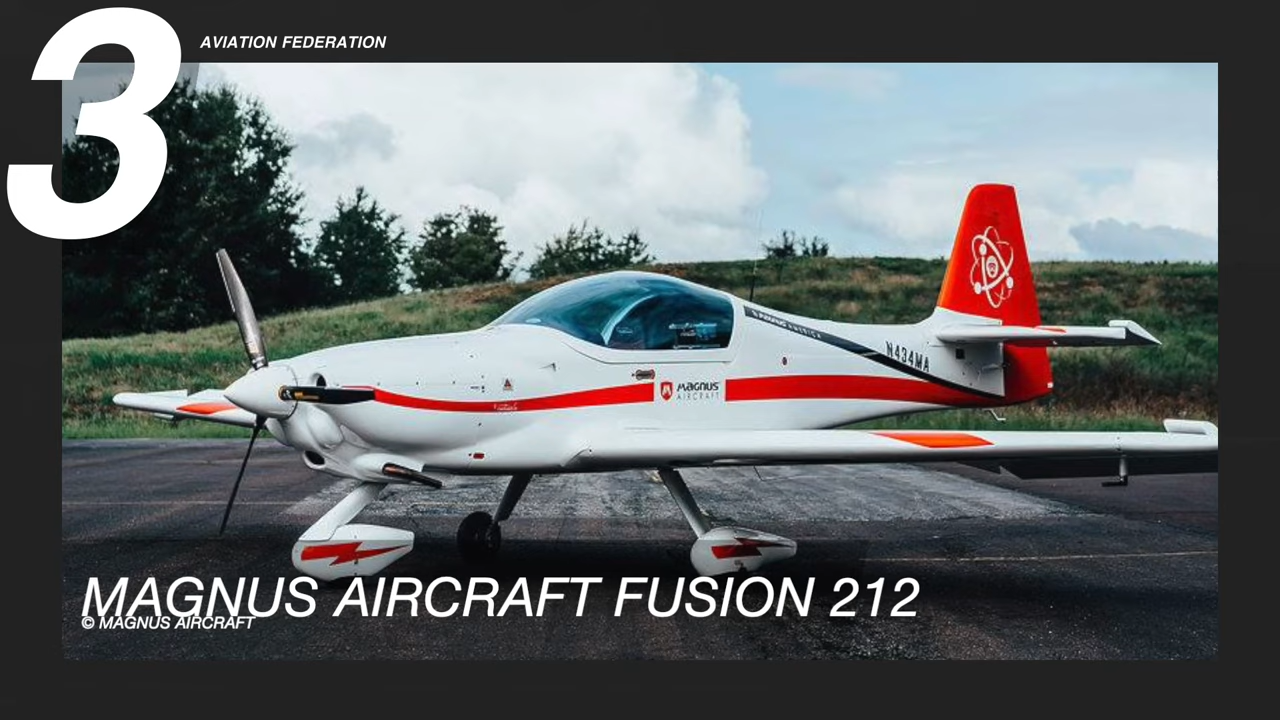 3
AVIATION FEDERATION
N434MA
MAGNUS
AIRCRAFT
MAGNUS AIRCRAFT FUSION 212
© MAGNUS AIRCRAFT